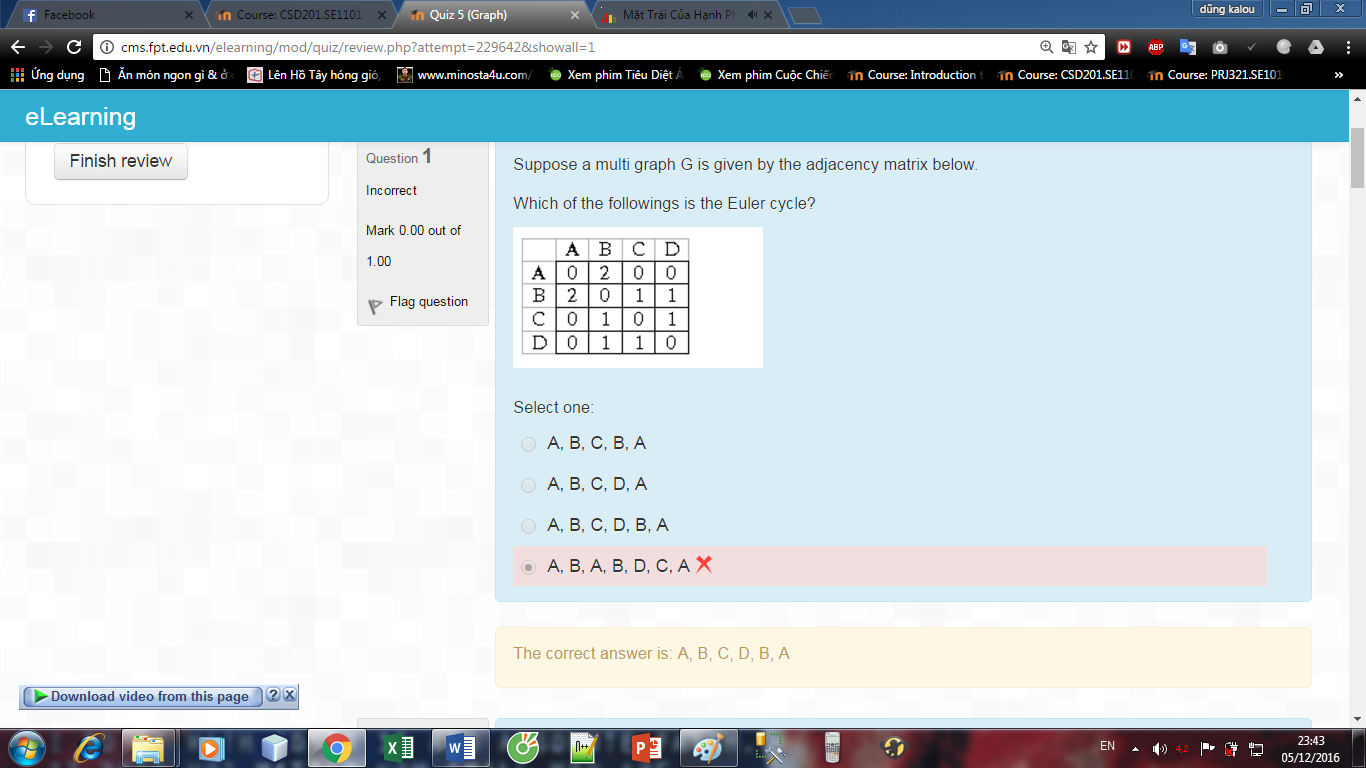 dũng kalou
Facebook
Course: CSD201.SE1101 -
Quiz 5 (Graph)
Mặt Trái Của Hạnh Ph
cms.fpt.edu.vn/elearning/mod/quiz/review.php?attempt=229642&showall=1
ABP
Ứng dụng
Ăn món ngon gì & ở
Lên Hồ Tây hóng gió,
www.minosta4u.com/
Xem phim Tiêu Diệt
Xem phim Cuộc Chiến
Course: Introduction t
Course: CSD201.SE110
Course: PRJ321.SE101
»
eLearning
Finish review
Question 1
Incorrect
Mark 0.00 out of
1.00
Flag question
Suppose a multi graph G is given by the adjacency matrix below.
Which of the followings is the Euler cycle?
A B C D
A 0 2 0 0
B 2 0 1 1
C 0 1 0 1
D 0 1 1 0
Select one:
A, B, C, B, A
A, B, C, D, A
A, B, C, D, B, A
A, B, A, B, D, C, A
The correct answer is: A, B, C, D, B, A
Download video from this page
EN
4.2
23:43
05/12/2016